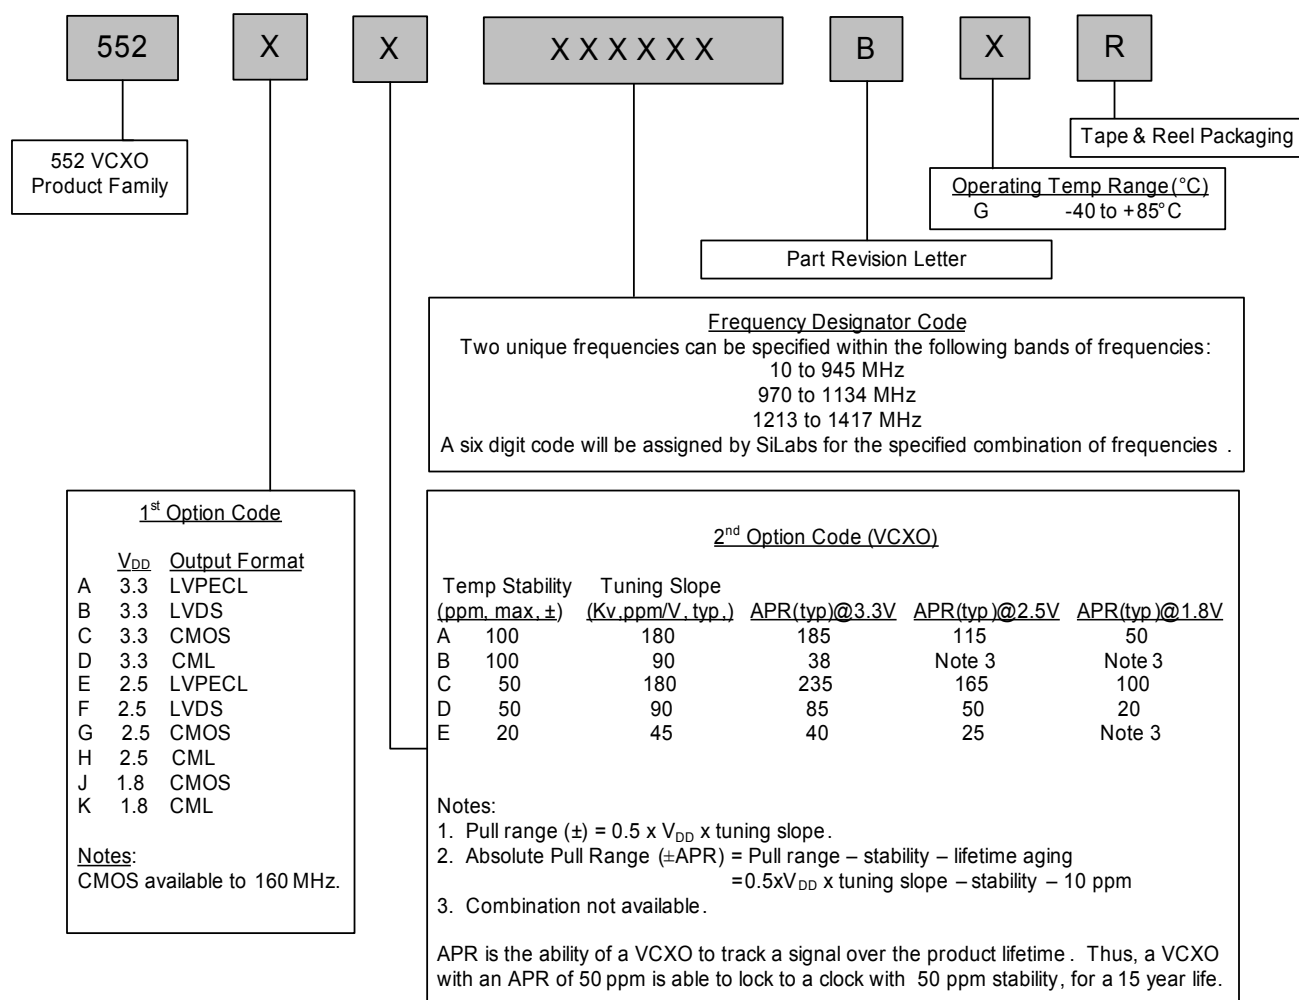 552 X X X X X X X X B X R
552 VCXO
Product Family
Tape & Reel Packaging
Operating Temp Range(°C)
G -40 to +85°C
Part Revision Letter
Frequency Designator Code
Two unique frequencies can be specified within the following bands of frequencies:
10 to 945 MHz
970 to 1134 MHz
1213 to 1417 MHz
A six digit code will be assigned by SiLabs for the specified combination of frequencies .
1st Option Code
VDD Output Format
A 3.3 LVPECL
B 3.3 LVDS
C 3.3 CMOS
D 3.3 CML
E 2.5 LVPECL
F 2.5 LVDS
G 2.5 CMOS
H 2.5 CML
J 1.8 CMOS
K 1.8 CML
Notes:
CMOS available to 160 MHz.
2nd Option Code (VCXO)
Temp Stability Tuning Slope
(ppm, max, ±) (Kv,ppm/V, typ,) APR(typ)@3.3V APR(typ)@2.5V APR(typ)@1.8V
A 100 180 185 115 50
B 100 90 38 Note 3 Note 3
C 50 180 235 165 100
D 50 90 85 50 20
E 20 45 40 25 Note 3
Notes:
1. Pull range (±) = 0.5 x VDD x tuning slope.
2. Absolute Pull Range (±APR) = Pull range – stability – lifetime aging
=0.5xVDD x tuning slope – stability – 10 ppm
3. Combination not available.
APR is the ability of a VCXO to track a signal over the product lifetime. Thus, a VCXO
with an APR of 50 ppm is able to lock to a clock with 50 ppm stability, for a 15 year life.